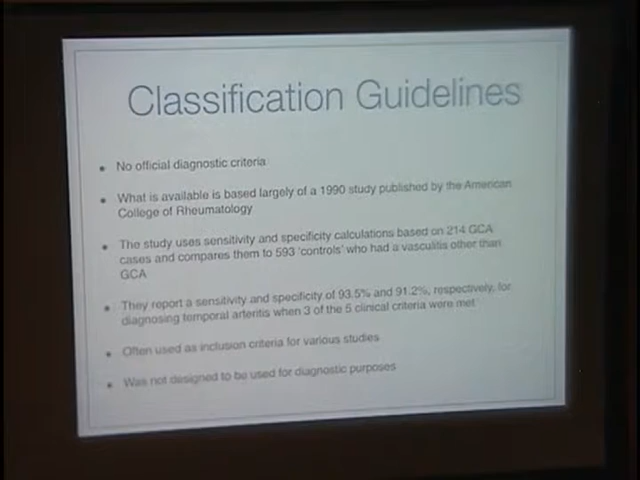 Classification Guidelines
• No official diagnostic criteria
• What is available is based largely of a 1990 study published by the American
College of Rheumatology
• The study uses sensitivity and specificity calculations based on 214 GCA
cases and compares them to 593 'controls' who had a vasculitis other than
GCA
• They report a sensitivity and specificity of 93.5% and 91.2%, respectively, for
diagnosing temporal arteritis when 3 of the 5 clinical criteria were met
• Often used as inclusion criteria for various studies
• Was not designed to be used for diagnostic purposes